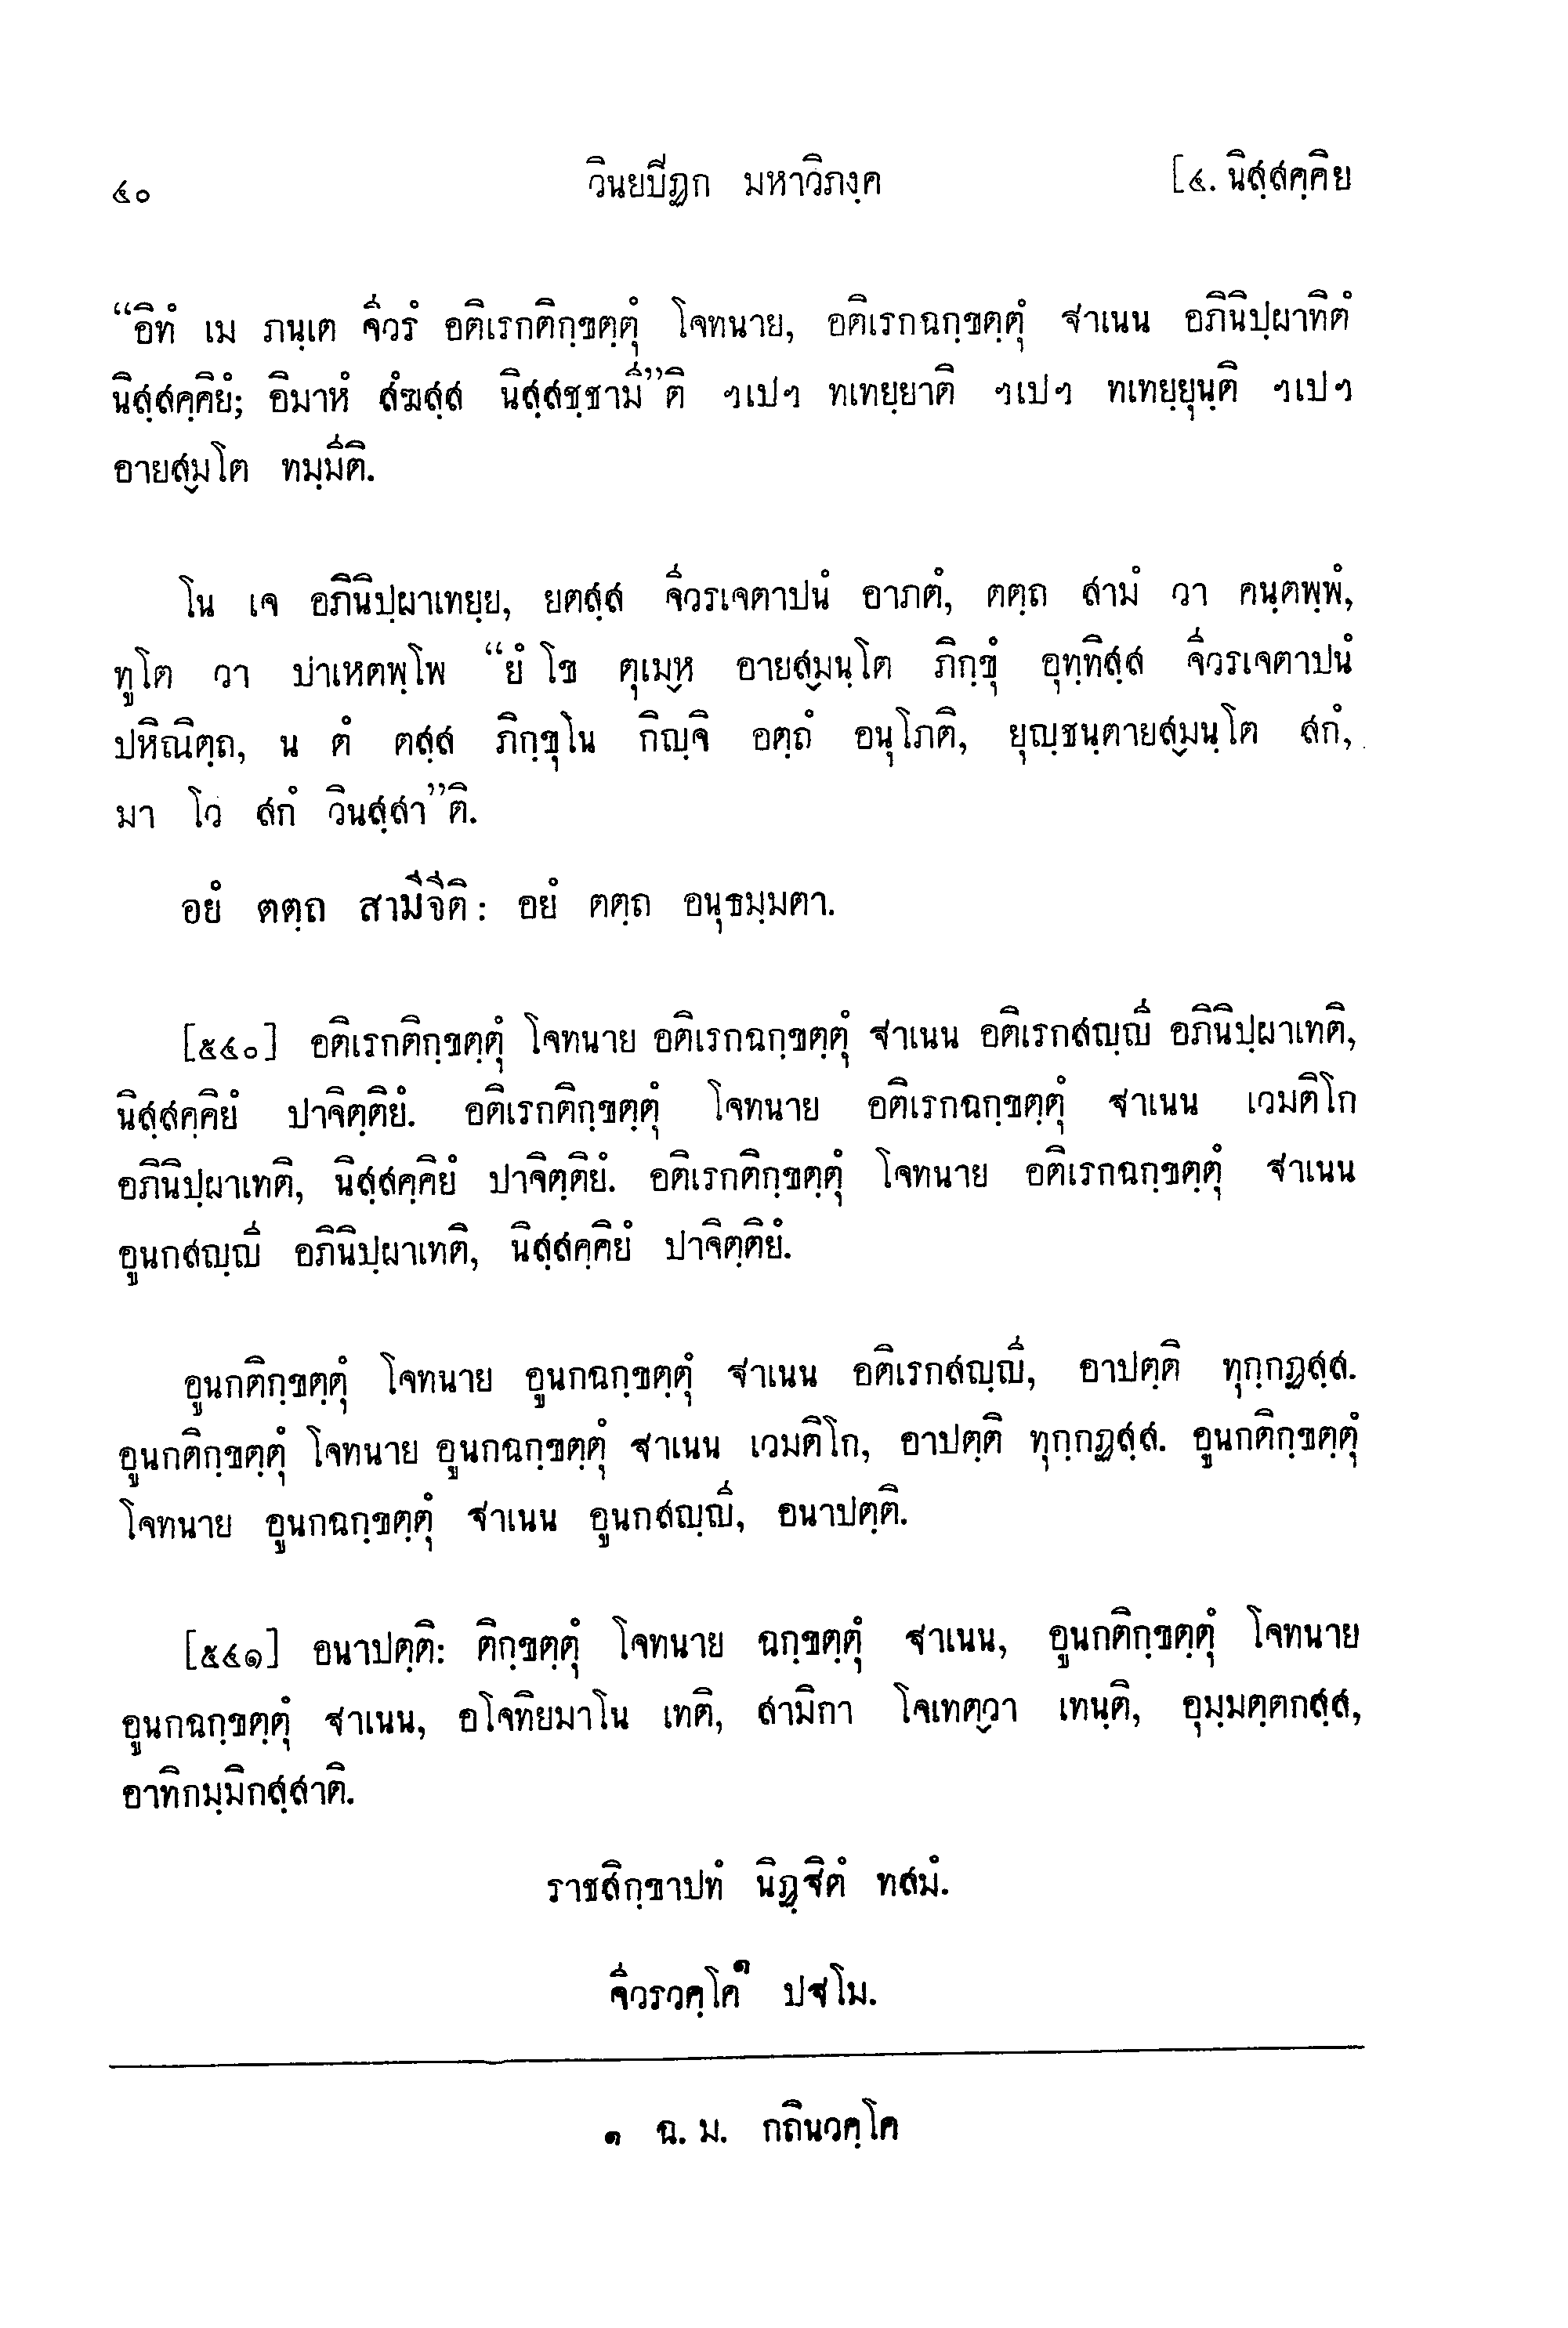 ๔๐ วินยปิฏก มหาวิภงฺค [๔. นิสฺสคฺคิย
“อิทํ เม ภนฺเต จีวรํ อติเรกติกฺขตฺตุํ โจทนาย, อติเรกฉกฺขตฺตุํ ฐาเนน อภินิปฺผาทิตํ
นิสฺสคฺคิยํ; อิมาหํ สํฆสฺส นิสฺสชฺชามี”ติ ฯเปฯ ทเทยฺยาติ ฯเปฯ ทเทยฺยุนฺติ ฯเปฯ
อายสฺมโต ทมฺมีติ.
โน เจ อภินิปฺผาเทยฺย, ยตสฺส จีวรเจตาปนํ อาภตํ, ตตฺถ สามํ วา คนฺตพฺพํ,
ทูโต วา ปาเหตพฺโพ “ยํ โข ตุเมฺห อายสฺมนฺโต ภิกฺขุํ อุทฺทิสฺส จีวรเจตาปนํ
ปหิณิตฺถ, น ตํ ตสฺส ภิกฺขุโน กิญฺจิ อตฺถํ อนุโภติ, ยุญฺชนฺตายสฺมนฺโต สกํ,
มา โว สกํ วินสฺสา”ติ.
อยํ ตตฺถ สามีจีติ: อยํ ตตฺถ อนุธมฺมตา.
[๕๔๐] อติเรกติกฺขตฺตุํ โจทนาย อติเรกฉกฺขตฺตุํ ฐาเนน อติเรกสญฺญี อภินิปฺผาเทติ,
นิสฺสคฺคิยํ ปาจิตฺติยํ. อติเรกติกฺขตฺตุํ โจทนาย อติเรกฉกฺขตฺตุํ ฐาเนน เวมติโก
อภินิปฺผาเทติ, นิสฺสคฺคิยํ ปาจิตฺติยํ. อติเรกติกฺขตฺตุํ โจทนาย อติเรกฉกฺขตฺตุํ ฐาเนน
อูนกสญฺญี อภินิปฺผาเทติ, นิสฺสคฺคิยํ ปาจิตฺติยํ.
อูนกติกฺขตฺตุํ โจทนาย อูนกฉกฺขตฺตุํ ฐาเนน อติเรกสญฺญี, อาปตฺติ ทุกฺกฏสฺส.
อูนกติกฺขตฺตุํ โจทนาย อูนกฉกฺขตฺตุํ ฐาเนน เวมติโก, อาปตฺติ ทุกฺกฏสฺส. อูนกติกฺขตฺตุํ
โจทนาย อูนกฉกฺขตฺตุํ ฐาเนน อูนกสญฺญี, อนาปตฺติ.
[๕๔๑] อนาปตฺติ: ติกฺขตฺตุํ โจทนาย ฉกฺขตฺตุํ ฐาเนน, อูนกติกฺขตฺตุํ โจทนาย
อูนกฉกฺขตฺตุํ ฐาเนน, อโจทิยมาโน เทติ, สามิกา โจเทตฺวา เทนฺติ, อุมฺมตฺตกสฺส,
อาทิกมฺมิกสฺสาติ.
ราชสิกฺขาปทํ นิฏฺฐิตํ ทสมํ.
จีวรวคฺโค๑ ปฐโม.
๑ ฉ. ม. กถินวคฺโค